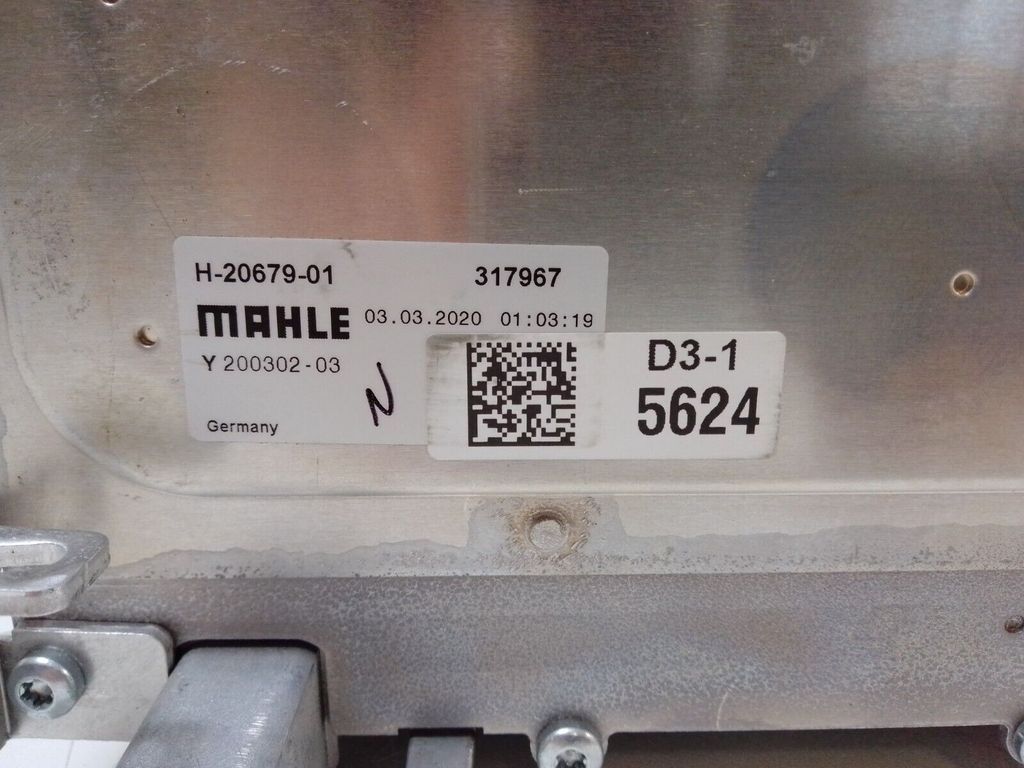 H-20679-01 317967
MAHLE 03.03.2020 01:03:19
Y 200302-03
N
Germany
D3-1
5624